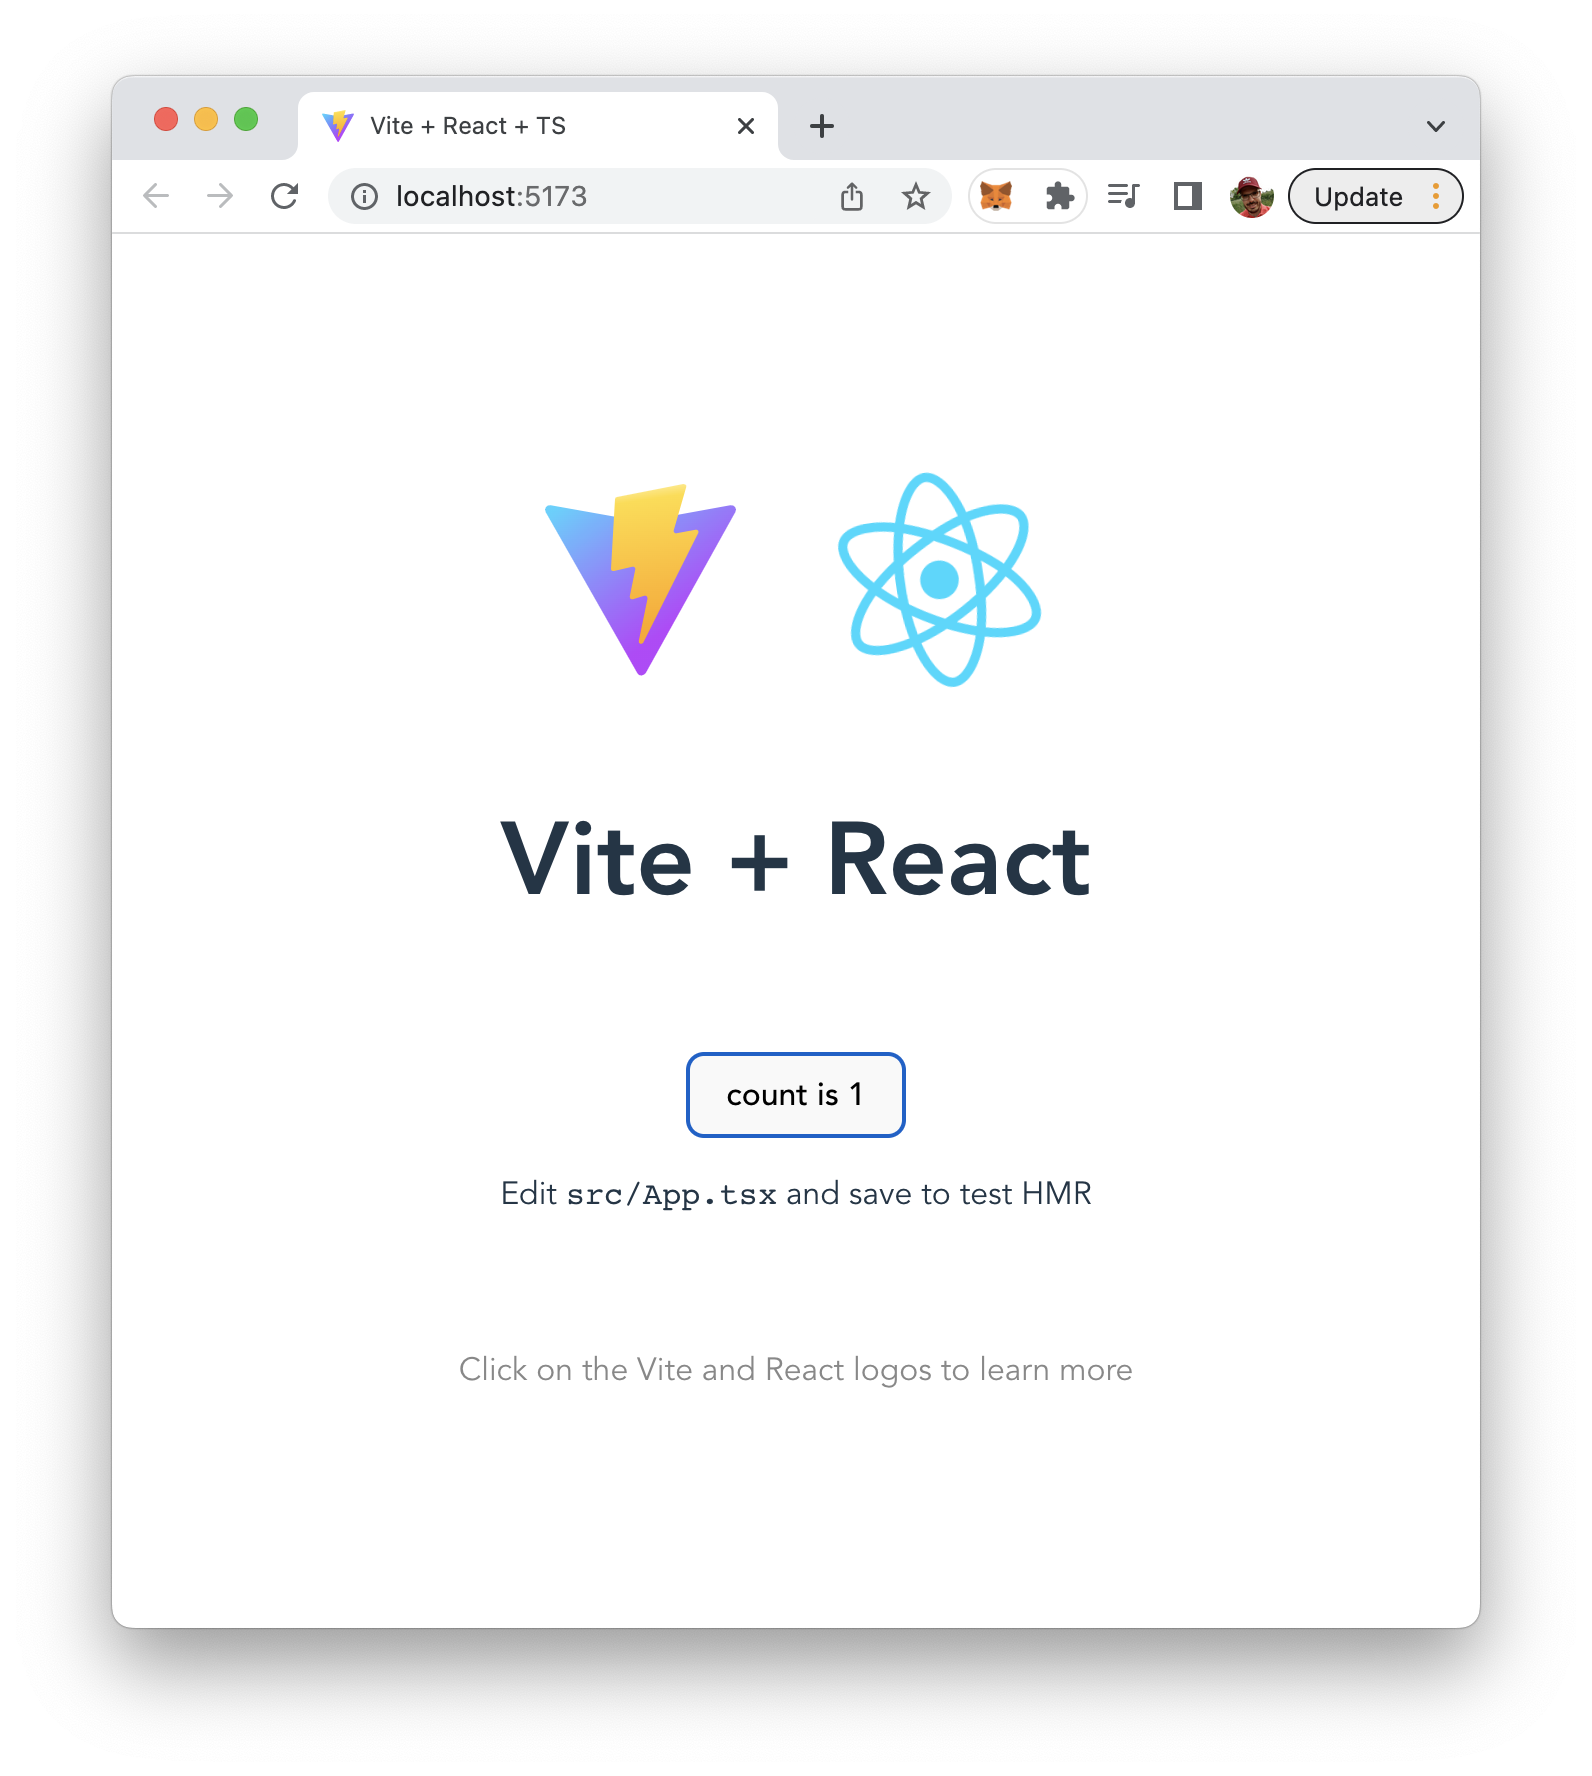 Vite + React + TS
localhost:5173
Update
Vite + React
count is 1
Edit src/App.tsx and save to test HMR
Click on the Vite and React logos to learn more